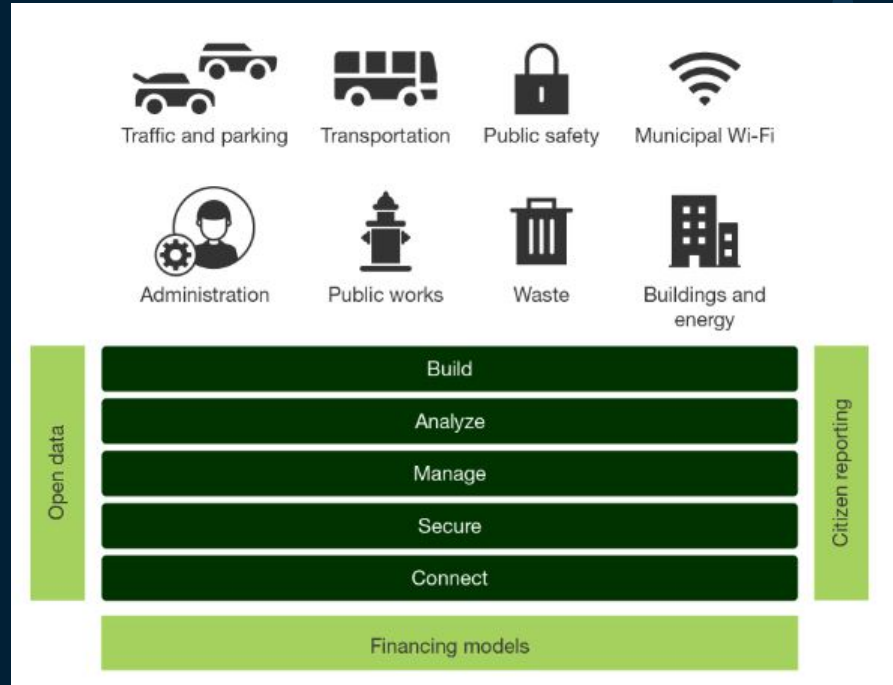 Traffic and parking
Transportation
Public safety
Municipal Wi-Fi
Administration
Public works
Waste
Buildings and
energy
Open data
Build
Analyze
Manage
Secure
Connect
Citizen reporting
Financing models